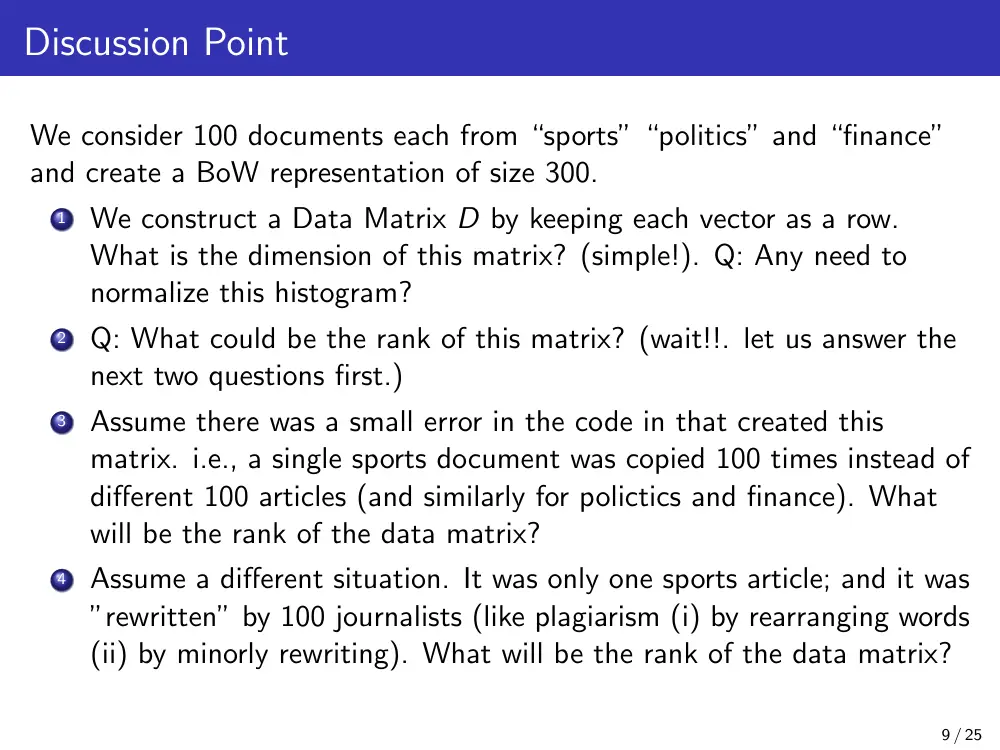 Discussion Point
We consider 100 documents each from “sports” “politics” and “finance”
and create a BoW representation of size 300.
1 We construct a Data Matrix D by keeping each vector as a row.
What is the dimension of this matrix? (simple!). Q: Any need to
normalize this histogram?
2 Q: What could be the rank of this matrix? (wait!!. let us answer the
next two questions first.)
3 Assume there was a small error in the code in that created this
matrix. i.e., a single sports document was copied 100 times instead of
different 100 articles (and similarly for polictics and finance). What
will be the rank of the data matrix?
4 Assume a different situation. It was only one sports article; and it was
”rewritten” by 100 journalists (like plagiarism (i) by rearranging words
(ii) by minorly rewriting). What will be the rank of the data matrix?
9 / 25